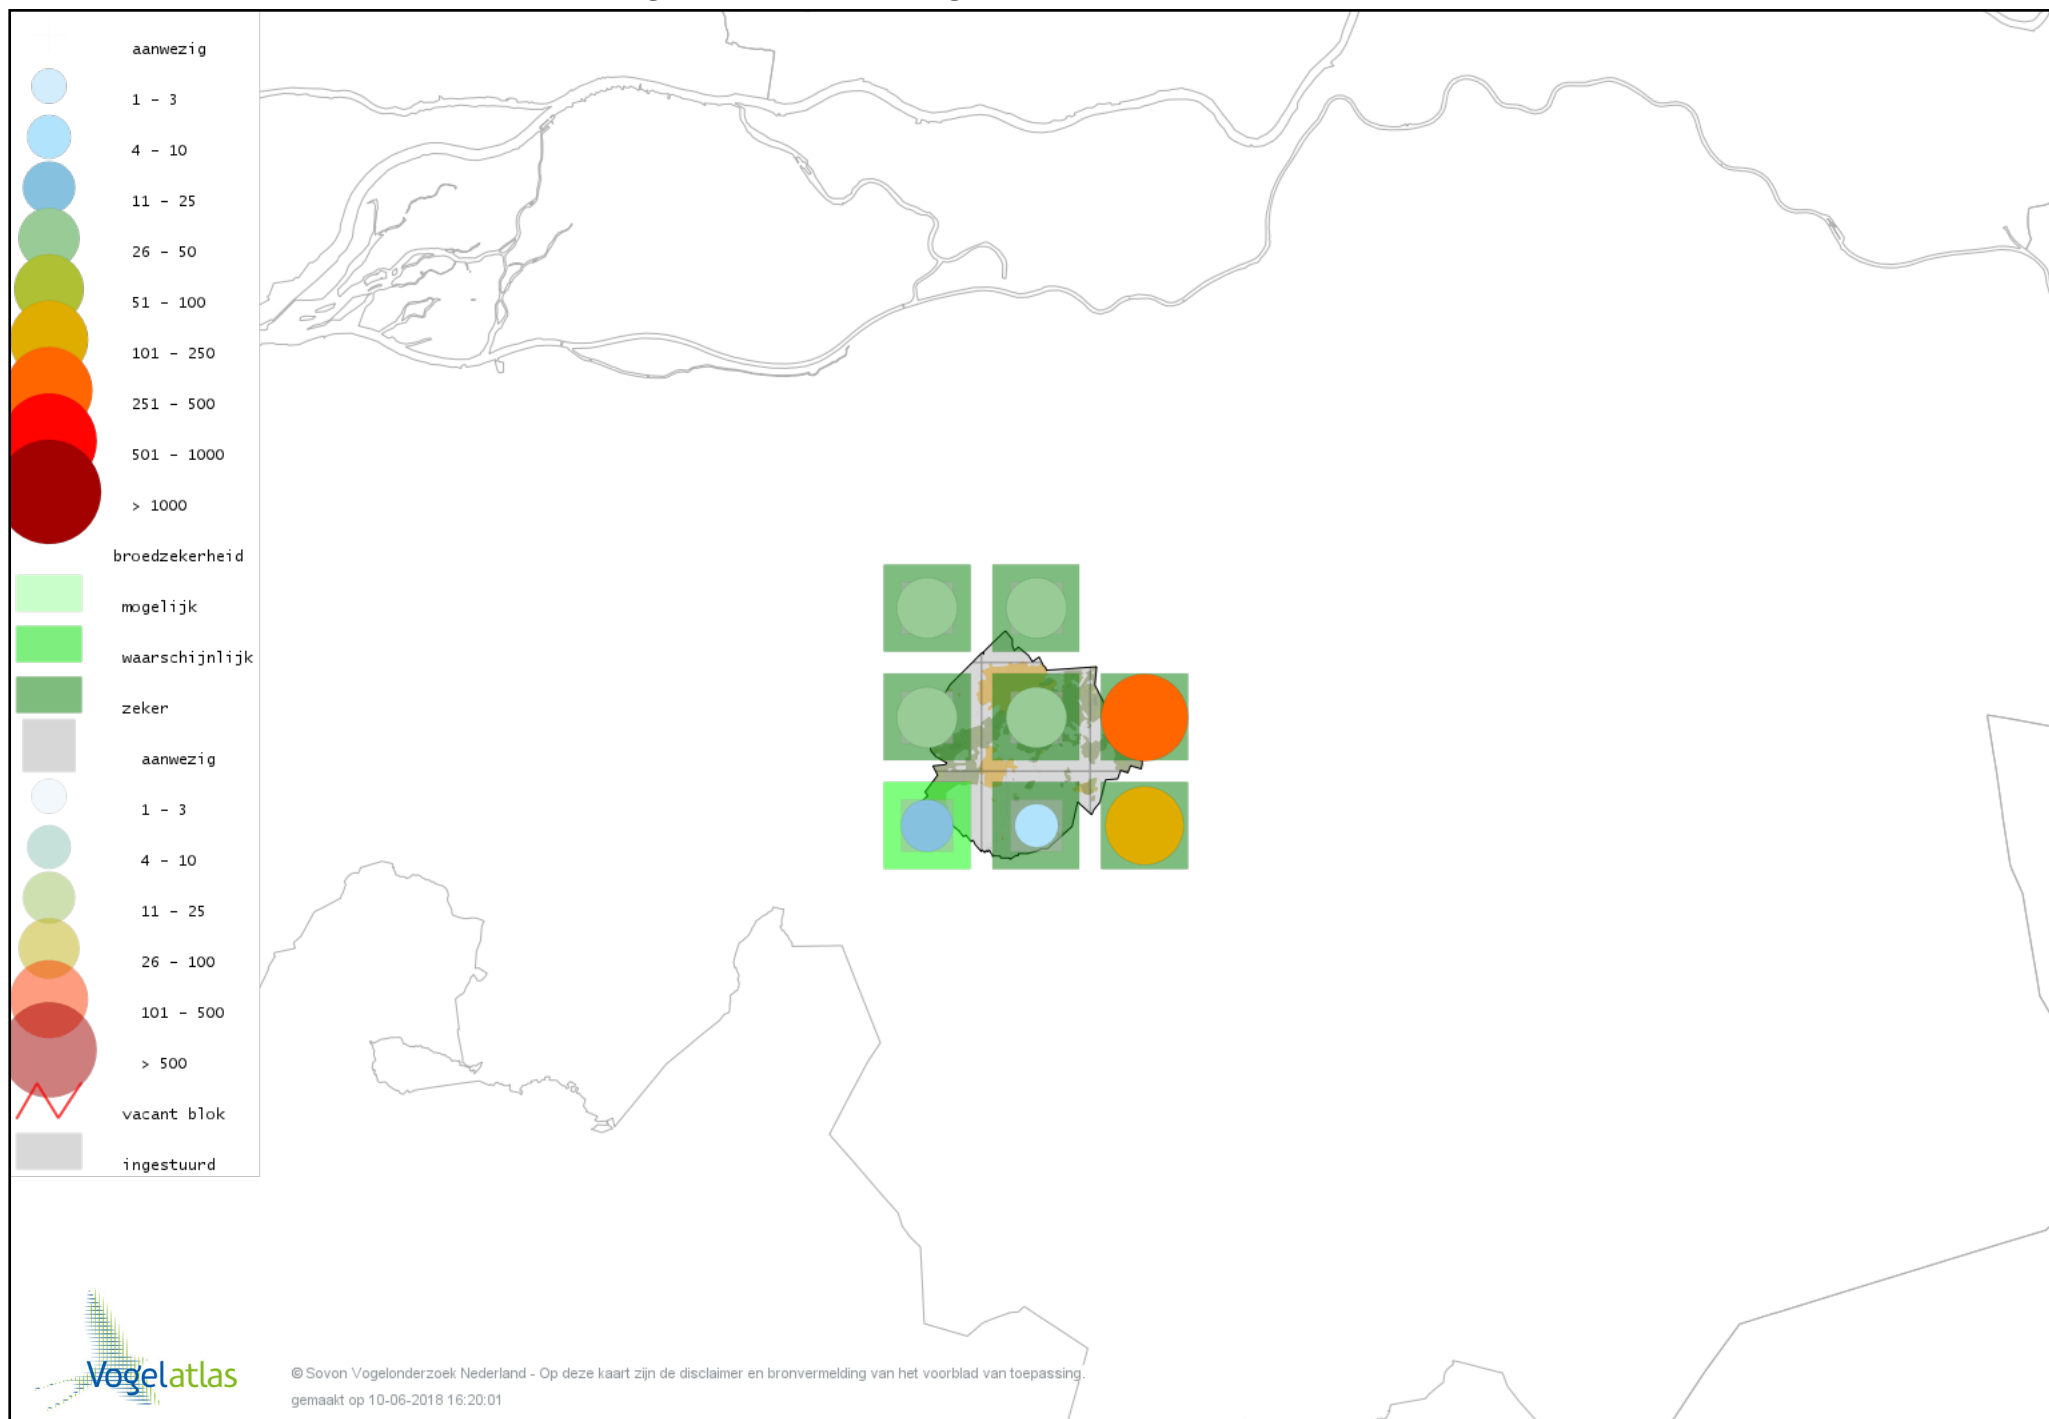 aanwezig
1 - 3
4 - 10
11 - 25
26 - 50
51 - 100
101 - 250
251 - 500
501 - 1000
> 1000
broedzekerheid
mogelijk
waarschijnlijk
zeker
aanwezig
1 - 3
4 - 10
11 - 25
26 - 100
101 - 500
> 500
vacant blok
ingestuurd
Vogelatlas
© Sovon Vogelonderzoek Nederland - Op deze kaart zijn de disclaimer en bronvermelding van het voorblad van toepassing.
gemaakt op 10-06-2018 16:20:01